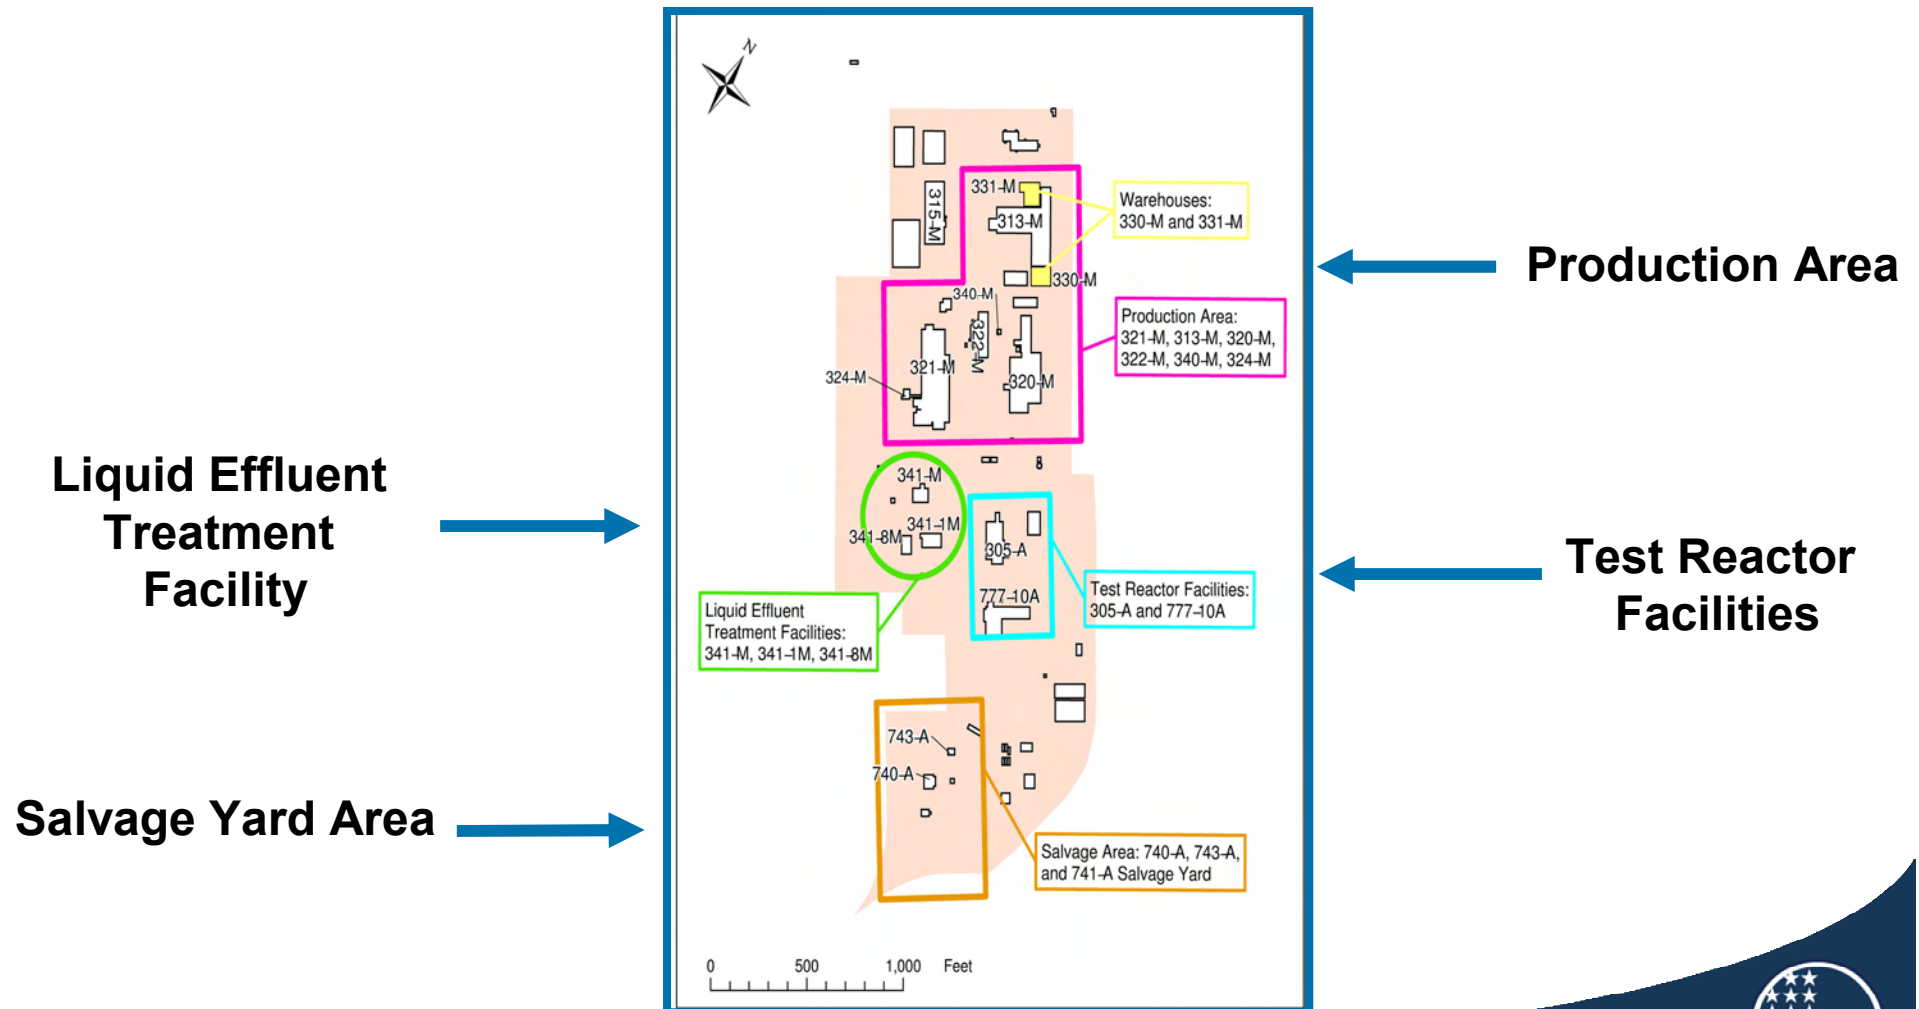 N
331-M
315-M
313-M
Warehouses:
330-M and 331-M
Production Area
330-M
340-M
Production Area:
321-M, 313-M, 320-M,
322-M, 340-M, 324-M
322-M
321-M
324-M
320-M
Liquid Effluent
Treatment
Facility
341-M
341-1M
341-8M
305-A
Test Reactor
Facilities
777-10A
Test Reactor Facilities:
305-A and 777-10A
Liquid Effluent
Treatment Facilities:
341-M, 341-1M, 341-8M
743-A
740-A
Salvage Yard Area
Salvage Area: 740-A, 743-A,
and 741-A Salvage Yard
0 500 1,000 Feet